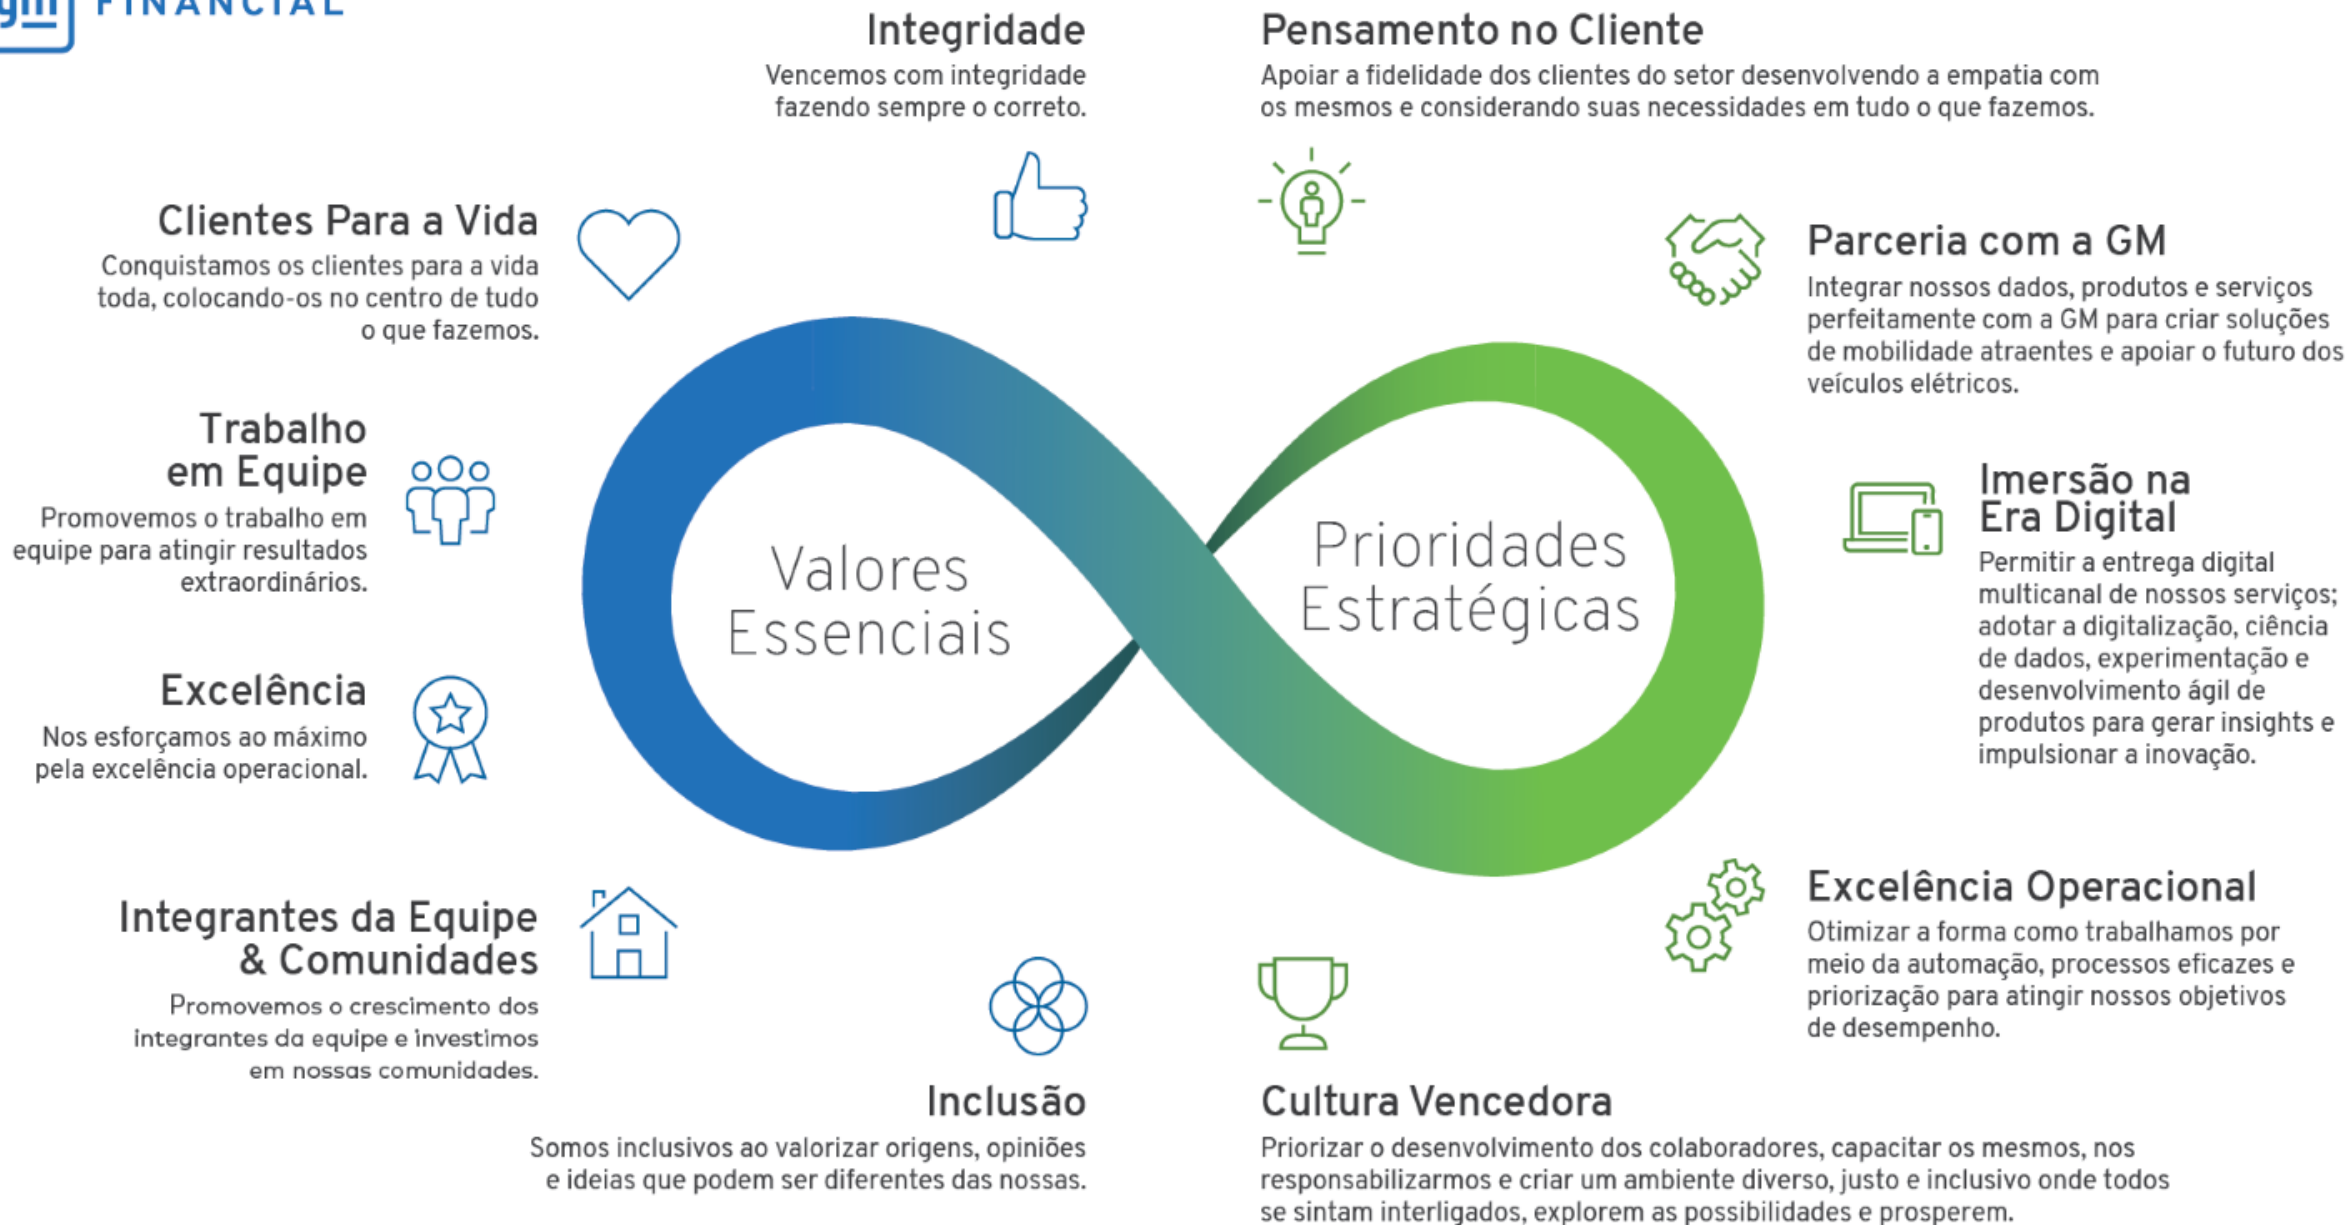 gm FINANCIAL
Integridade
Vencemos com integridade
fazendo sempre o correto.
Clientes Para a Vida
Conquistamos os clientes para a vida
toda, colocando-os no centro de tudo
o que fazemos.
Trabalho
em Equipe
Promovemos o trabalho em
equipe para atingir resultados
extraordinários.
Excelência
Nos esforçamos ao máximo
pela excelência operacional.
Integrantes da Equipe
& Comunidades
Promovemos o crescimento dos
integrantes da equipe e investimos
em nossas comunidades.
Inclusão
Somos inclusivos ao valorizar origens, opiniões
e ideias que podem ser diferentes das nossas.
Valores
Essenciais
Prioridades
Estratégicas
Pensamento no Cliente
Apoiar a fidelidade dos clientes do setor desenvolvendo a empatia com
os mesmos e considerando suas necessidades em tudo o que fazemos.
Parceria com a GM
Integrar nossos dados, produtos e serviços
perfeitamente com a GM para criar soluções
de mobilidade atraentes e apoiar o futuro dos
veículos elétricos.
Imersão na
Era Digital
Permitir a entrega digital
multicanal de nossos serviços;
adotar a digitalização, ciência
de dados, experimentação e
desenvolvimento ágil de
produtos para gerar insights e
impulsionar a inovação.
Excelência Operacional
Otimizar a forma como trabalhamos por
meio da automação, processos eficazes e
priorização para atingir nossos objetivos
de desempenho.
Cultura Vencedora
Priorizar o desenvolvimento dos colaboradores, capacitar os mesmos, nos
responsabilizarmos e criar um ambiente diverso, justo e inclusivo onde todos
se sintam interligados, explorem as possibilidades e prosperem.